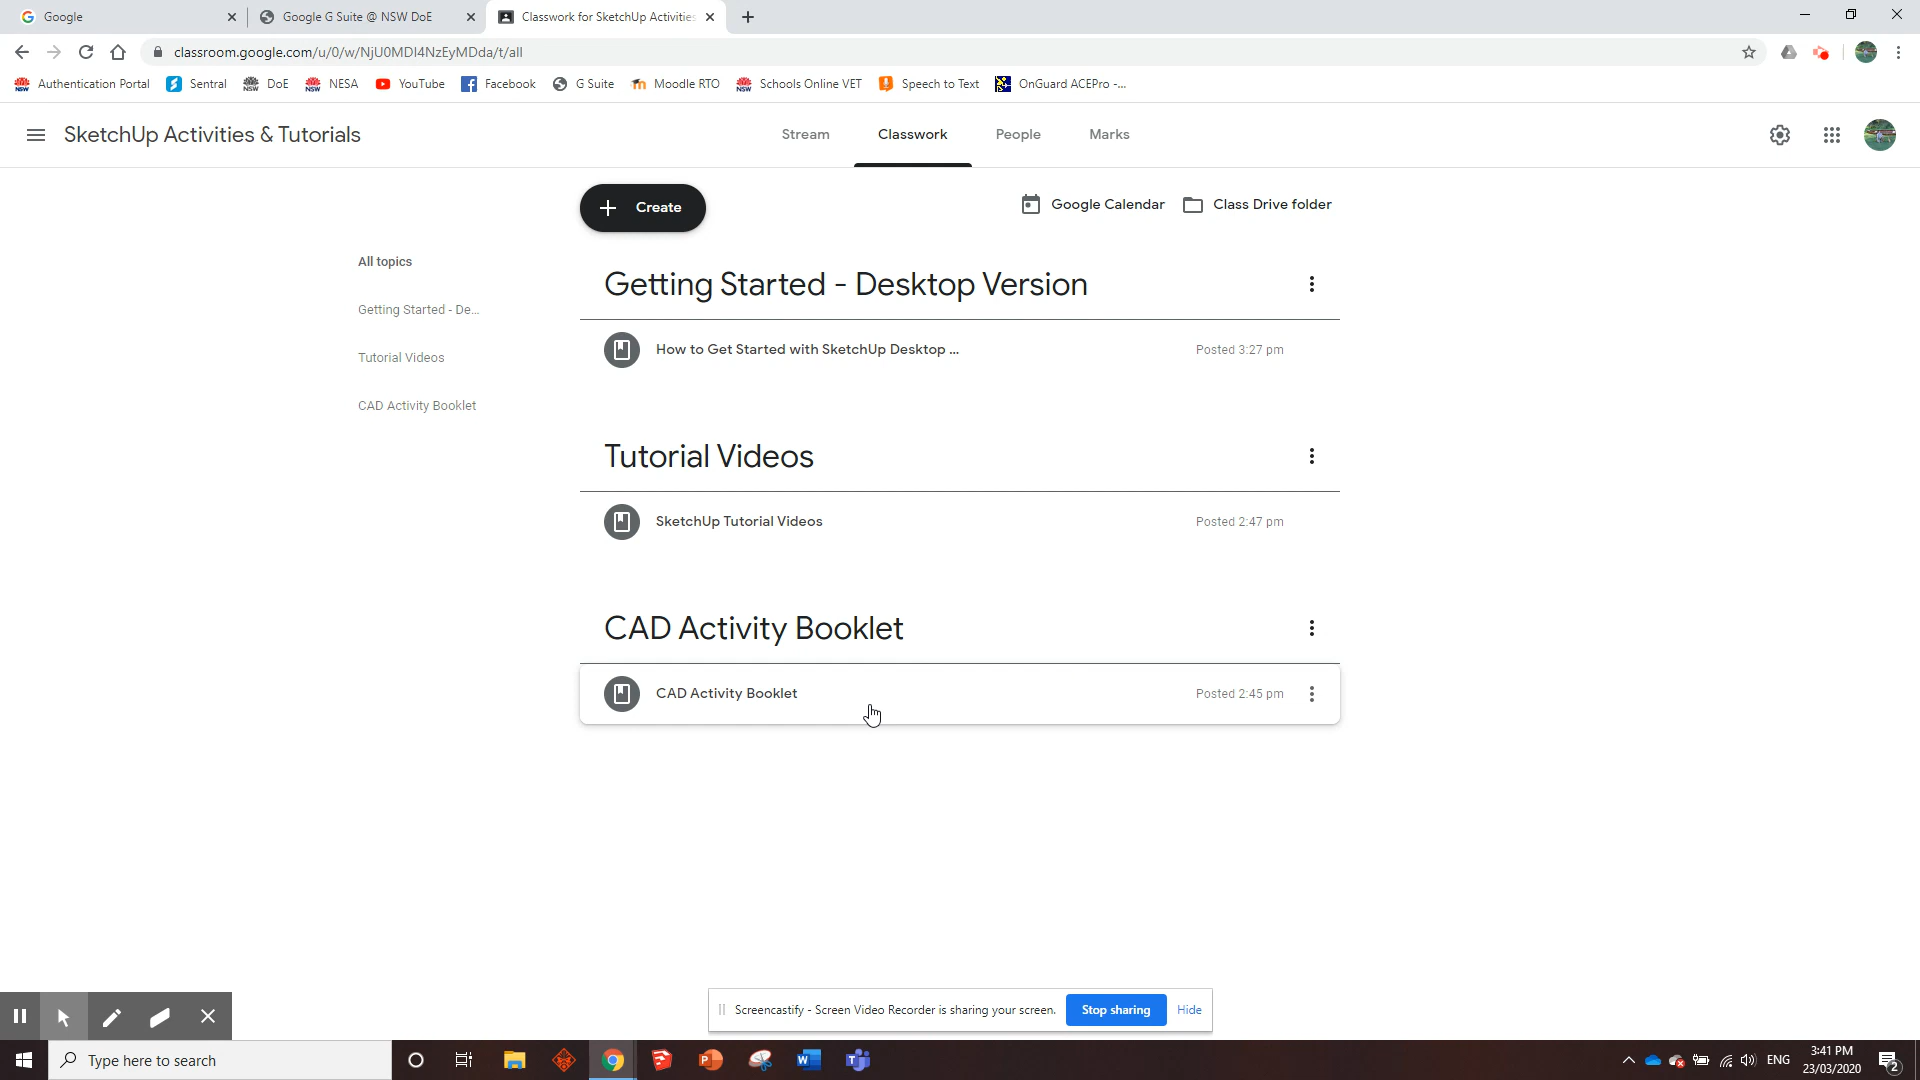 Google
Google G Suite @ NSW DoE
Classwork for SketchUp Activities
classroom.google.com/u/0/w/NjU0MDI4NzEyMDda/t/all
Authentication Portal Sentral DoE NESA YouTube Facebook G Suite Moodle RTO Schools Online VET Speech to Text OnGuard ACEPro -...
SketchUp Activities & Tutorials
Stream Classwork People Marks
Create
Google Calendar Class Drive folder
All topics
Getting Started - De...
Tutorial Videos
CAD Activity Booklet
Getting Started - Desktop Version
How to Get Started with SketchUp Desktop ... Posted 3:27 pm
Tutorial Videos
SketchUp Tutorial Videos Posted 2:47 pm
CAD Activity Booklet
CAD Activity Booklet Posted 2:45 pm
Screencastify - Screen Video Recorder is sharing your screen. Stop sharing Hide
Type here to search
ENG
3:41 PM
23/03/2020
2